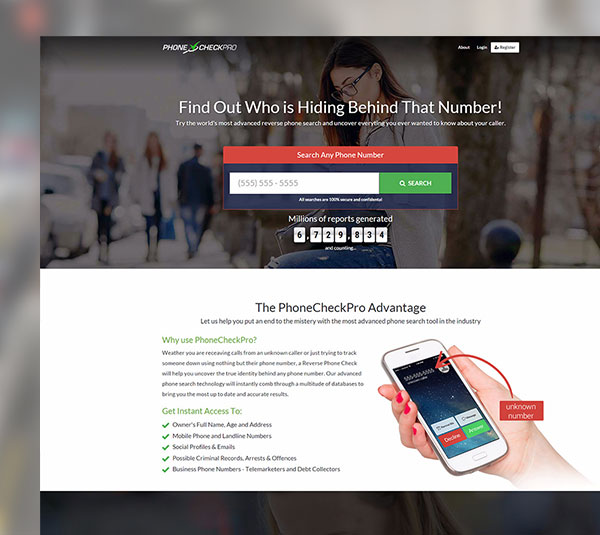 PHONE CHECKPRO
About Login Register
Find Out Who is Hiding Behind That Number!
Try the world's most advanced reverse phone search and uncover everyting you ever wanted to know about your caller.
Search Any Phone Number
(555) 555 - 5555
SEARCH
All searches are 100% secure and confidental
Millions of reports generated
6,729,834
and counting...
The PhoneCheckPro Advantage
Let us help you put an end to the mistery with the most advanced phone search tool in the industry
Why use PhoneCheckPro?
Weather you are receaving calls from an unknown caller or just trying to track
someone down using nothing but their phone number, a Reverse Phone Check
will help you uncover the true identity behind any phone number. Our advanced
phone search technology will instantly comb through a multitude of databases to
bring you the most up to date and accurate results.
Get Instant Access To:
Owner's Full Name, Age and Address
Mobile Phone and Landline Numbers
Social Profiles & Emails
Possible Criminal Records, Arrests & Offences
Business Phone Numbers - Telemarketers and Debt Collectors
555-555-5555
unknown caller
Decline
Answer
unknown
number